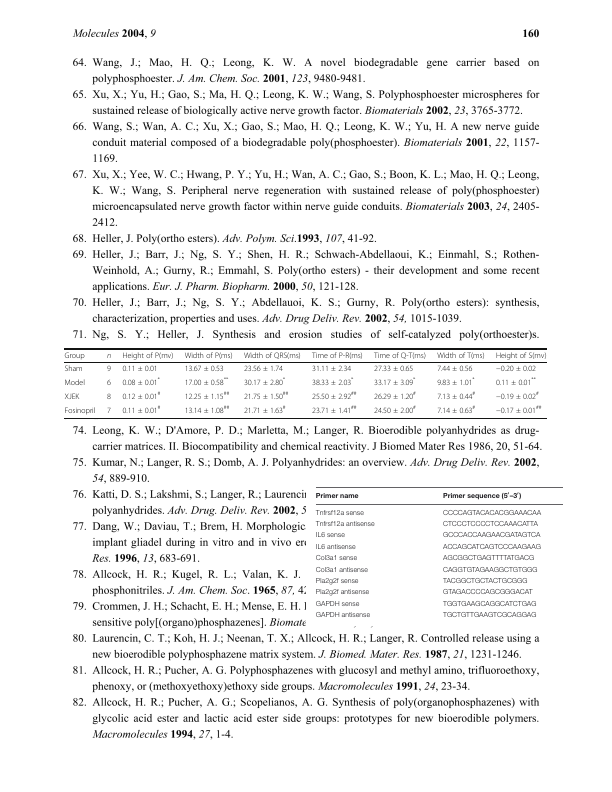 Molecules 2004, 9 160
64. Wang, J.; Mao, H. Q.; Leong, K. W. A novel biodegradable gene carrier based on
polyphosphoester. J. Am. Chem. Soc. 2001, 123, 9480-9481.
65. Xu, X.; Yu, H.; Gao, S.; Ma, H. Q.; Leong, K. W.; Wang, S. Polyphosphoester microspheres for
sustained release of biologically active nerve growth factor. Biomaterials 2002, 23, 3765-3772.
66. Wang, S.; Wan, A. C.; Xu, X.; Gao, S.; Mao, H. Q.; Leong, K. W.; Yu, H. A new nerve guide
conduit material composed of a biodegradable poly(phosphoester). Biomaterials 2001, 22, 1157-
1169.
67. Xu, X.; Yee, W. C.; Hwang, P. Y.; Yu, H.; Wan, A. C.; Gao, S.; Boon, K. L.; Mao, H. Q.; Leong,
K. W.; Wang, S. Peripheral nerve regeneration with sustained release of poly(phosphoester)
microencapsulated nerve growth factor within nerve guide conduits. Biomaterials 2003, 24, 2405-
2412.
68. Heller, J. Poly(ortho esters). Adv. Polym. Sci.1993, 107, 41-92.
69. Heller, J.; Barr, J.; Ng, S. Y.; Shen, H. R.; Schwach-Abdellaoui, K.; Einmahl, S.; Rothen-
Weinhold, A.; Gurny, R.; Emmahl, S. Poly(ortho esters) - their development and some recent
applications. Eur. J. Pharm. Biopharm. 2000, 50, 121-128.
70. Heller, J.; Barr, J.; Ng, S. Y.; Abdellauoi, K. S.; Gurny, R. Poly(ortho esters): synthesis,
characterization, properties and uses. Adv. Drug Deliv. Rev. 2002, 54, 1015-1039.
71. Ng, S. Y.; Heller, J. Synthesis and erosion studies of self-catalyzed poly(orthoester)s.
Group n Height of P(mv) Width of P(ms) Width of QRS(ms) Time of P-R(ms) Time of Q-T(ms) Width of T(ms) Height of S(mv)
Sham 9 0.11 ± 0.01 13.67 ± 0.53 23.56 ± 1.74 31.11 ± 2.34 27.33 ± 0.65 7.44 ± 0.56 −0.20 ± 0.02
Model 6 0.08 ± 0.01* 17.00 ± 0.58** 30.17 ± 2.80* 38.33 ± 2.03* 33.17 ± 3.09* 9.83 ± 1.01* 0.11 ± 0.01**
XJEK 8 0.12 ± 0.01# 12.25 ± 1.15## 21.75 ± 1.50## 25.50 ± 2.92## 26.29 ± 1.20# 7.13 ± 0.44# −0.19 ± 0.02#
Fosinopril 7 0.11 ± 0.01# 13.14 ± 1.08## 21.71 ± 1.63# 23.71 ± 1.41## 24.50 ± 2.00# 7.14 ± 0.63# −0.17 ± 0.01##
74. Leong, K. W.; D'Amore, P. D.; Marletta, M.; Langer, R. Bioerodible polyanhydrides as drug-
carrier matrices. II. Biocompatibility and chemical reactivity. J Biomed Mater Res 1986, 20, 51-64.
75. Kumar, N.; Langer, R. S.; Domb, A. J. Polyanhydrides: an overview. Adv. Drug Deliv. Rev. 2002,
54, 889-910.
76. Katti, D. S.; Lakshmi, S.; Langer, R.; Laurencin
polyanhydrides. Adv. Drug. Deliv. Rev. 2002, 5
77. Dang, W.; Daviau, T.; Brem, H. Morphologic
implant gliadel during in vitro and in vivo er
Res. 1996, 13, 683-691.
78. Allcock, H. R.; Kugel, R. L.; Valan, K. J.
phosphonitriles. J. Am. Chem. Soc. 1965, 87, 42
79. Crommen, J. H.; Schacht, E. H.; Mense, E. H.
sensitive poly[(organo)phosphazenes]. Biomate
Primer name Primer sequence (5′–3′)
Tnfrsf12a sense CCCCAGTACACACGGAAACAA
Tnfrsf12a antisense CTCCCTCCCCTCCAAACATTA
IL6 sense GCCCACCAAGAACGATAGTCA
IL6 antisense ACCAGCATCAGTCCCAAGAAG
Col3a1 sense AGCGGCTGAGTTTTATGACG
Col3a1 antisense CAGGTGTAGAAGGCTGTGGG
Pla2g2f sense TACGGCTGCTACTGCGGG
Pla2g2f antisense GTAGACCCCAGCGGGACAT
GAPDH sense TGGTGAAGCAGGCATCTGAG
GAPDH antisense TGCTGTTGAAGTCGCAGGAG
80. Laurencin, C. T.; Koh, H. J.; Neenan, T. X.; Allcock, H. R.; Langer, R. Controlled release using a
new bioerodible polyphosphazene matrix system. J. Biomed. Mater. Res. 1987, 21, 1231-1246.
81. Allcock, H. R.; Pucher, A. G. Polyphosphazenes with glucosyl and methyl amino, trifluoroethoxy,
phenoxy, or (methoxyethoxy)ethoxy side groups. Macromolecules 1991, 24, 23-34.
82. Allcock, H. R.; Pucher, A. G.; Scopelianos, A. G. Synthesis of poly(organophosphazenes) with
glycolic acid ester and lactic acid ester side groups: prototypes for new bioerodible polymers.
Macromolecules 1994, 27, 1-4.